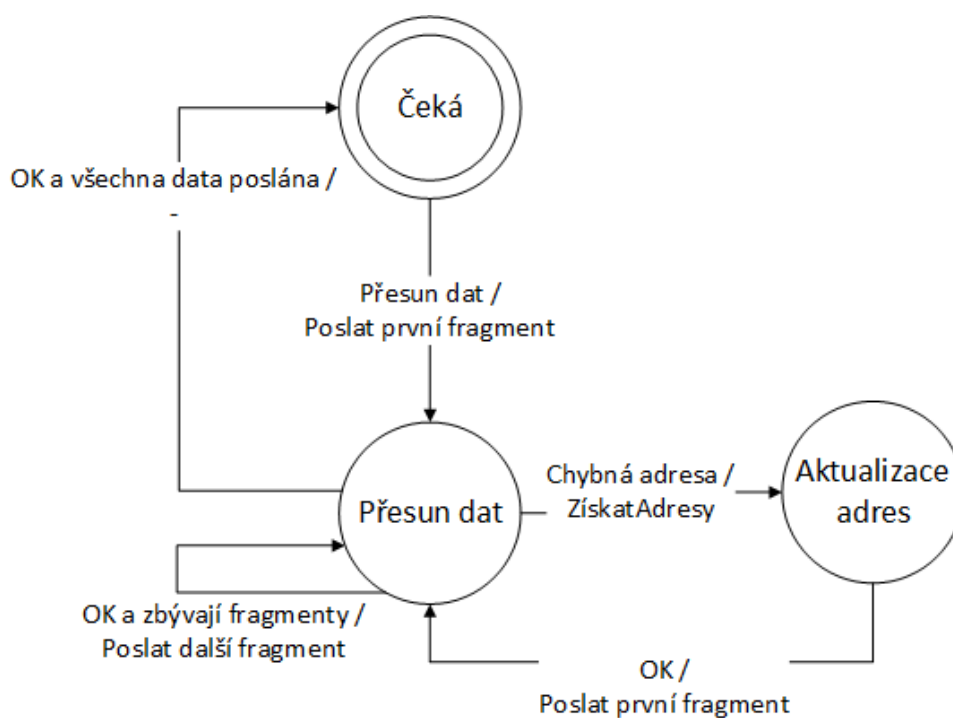 Čeká
OK a všechna data poslána /
-
Přesun dat /
Poslat první fragment
Přesun dat
Chybná adresa /
ZískatAdresy
Aktualizace
adres
OK a zbývají fragmenty /
Poslat další fragment
OK /
Poslat první fragment